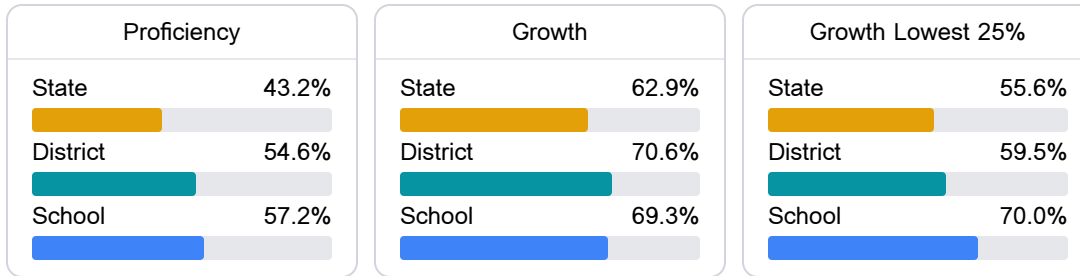 Proficiency
State 43.2%
District 54.6%
School 57.2%
Growth
State 62.9%
District 70.6%
School 69.3%
Growth Lowest 25%
State 55.6%
District 59.5%
School 70.0%